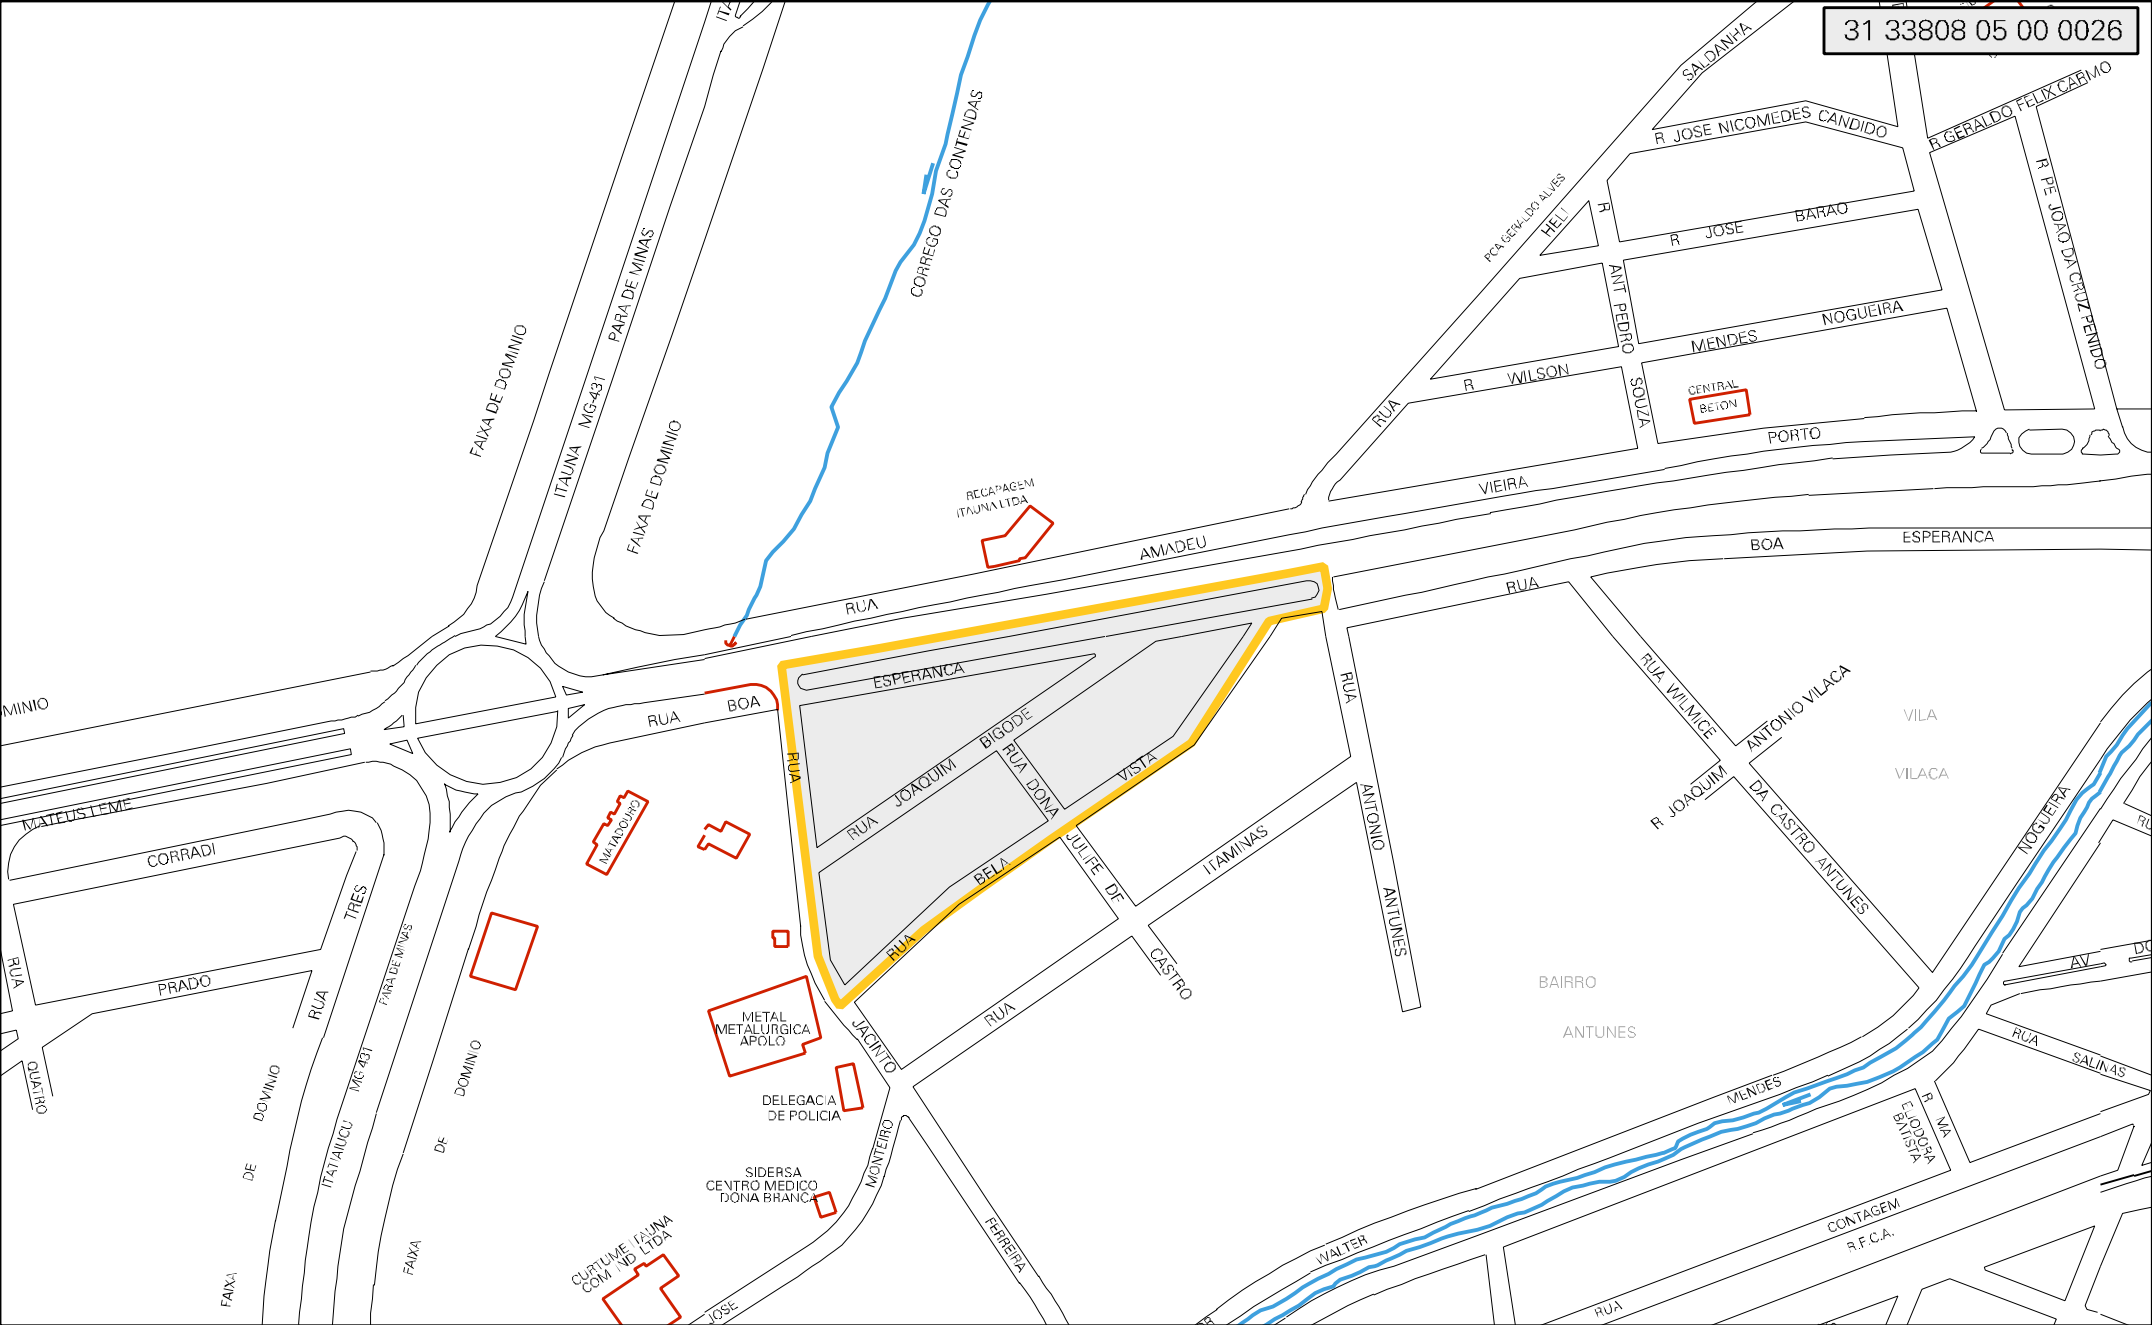 31 33808 05 00 0026
SALDANHA
R JOSE NICOMEDES CANDIDO
R GERALDO FELIX CARMO
R PE JOAO DA CRUZ PENIDO
PCA GERALDO ALVES
HELI
R
ANT PEDRO
SOUZA
R JOSE BARAO
R WILSON MENDES NOGUEIRA
CENTRAL
BETON
RUA
RUA AMADEU VIEIRA PORTO
CORREGO DAS CONTENDAS
FAIXA DE DOMINIO
ITAUNA MG-431 PARA DE MINAS
FAIXA DE DOMINIO
RECAPAGEM
ITAUNA LTDA
RUA BOA ESPERANCA
RUA BOA ESPERANCA
MINIO
MATEUS LEME
CORRADI
PRADO
RUA
QUATRO
RUA TRES
ITATIAIUCU MG 431 PARA DE MINAS
FAIXA DE DOVINIO
FAIXA DE DOMINIO
MATADOURO
RUA
JACINTO
MONTEIRO
JOSE
RUA JOAQUIM BIGODE
RUA DONA
JULIFE DE
CASTRO
RUA BELA VISTA
RUA ITAMINAS
RUA ANTONIO ANTUNES
RUA WILMICE
DA CASTRO ANTUNES
R JOAQUIM
ANTONIO VILACA
VILA
VILACA
BAIRRO
ANTUNES
METAL
METALURGICA
APOLO
DELEGACIA
DE POLICIA
SIDERSA
CENTRO MEDICO
DONA BRANCA
CURTUME ITAUNA
COM IND LTDA
FERREIRA
WALTER MENDES NOGUEIRA
AV
DO
RUA SALINAS
R MA
ELIODORA
BATISTA
RUA CONTAGEM
R.F.C.A.